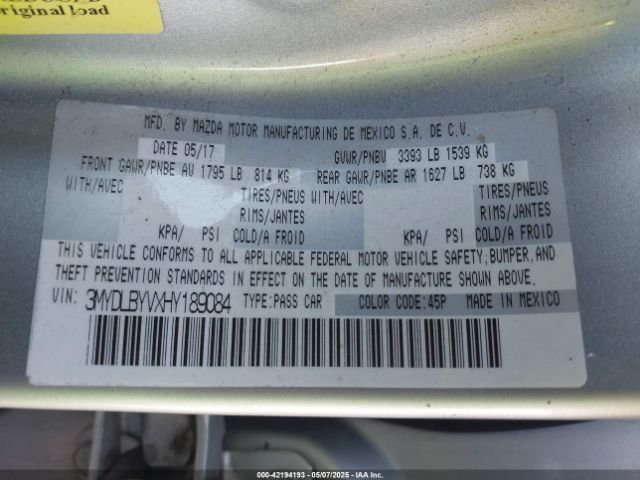 riginal load
MFD. BY MAZDA MOTOR MANUFACTURING DE MEXICO S.A. DE C.V.
DATE 05/17 GVWR/PNBV 3393 LB 1539 KG
FRONT GAWR/PNBE AV 1795 LB 814 KG REAR GAWR/PNBE AR 1627 LB 738 KG
WITH/AVEC TIRES/PNEUS WITH/AVEC TIRES/PNEUS
RIMS/JANTES RIMS/JANTES
KPA/ PSI COLD/A FROID KPA/ PSI COLD/A FROID
THIS VEHICLE CONFORMS TO ALL APPLICABLE FEDERAL MOTOR VEHICLE SAFETY, BUMPER, AND
THEFT PREVENTION STANDARDS IN EFFECT ON THE DATE OF MANUFACTURE SHOWN ABOVE.
VIN: 3MYDLBYVXHY189084 TYPE:PASS CAR COLOR CODE:45P MADE IN MEXICO
000-42194193 - 05/07/2025 - IAA Inc.